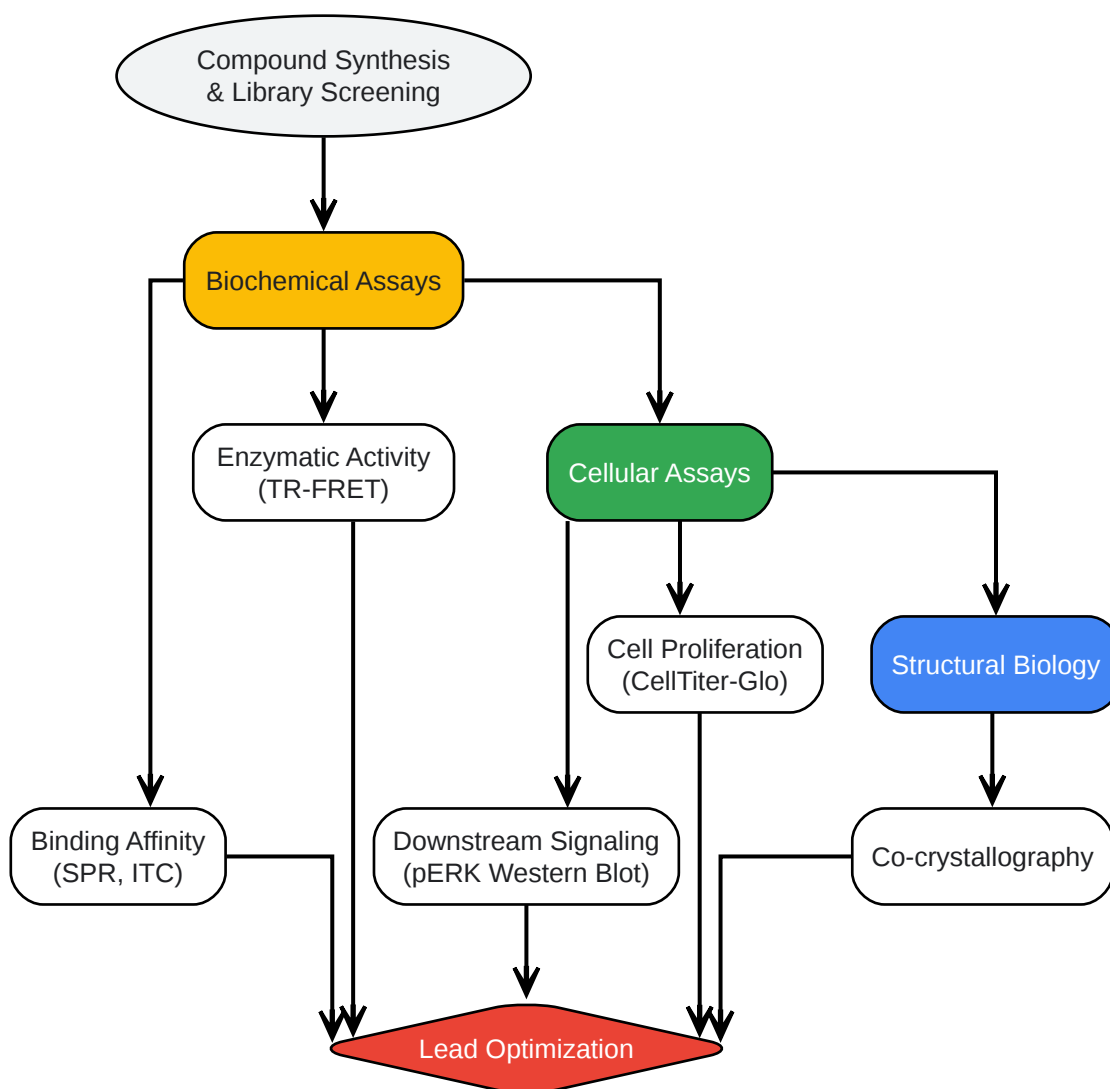 Compound Synthesis
& Library Screening
Biochemical Assays
Enzymatic Activity
(TR-FRET)
Cellular Assays
Cell Proliferation
(CellTiter-Glo)
Structural Biology
Binding Affinity
(SPR, ITC)
Downstream Signaling
(pERK Western Blot)
Co-crystallography
Lead Optimization